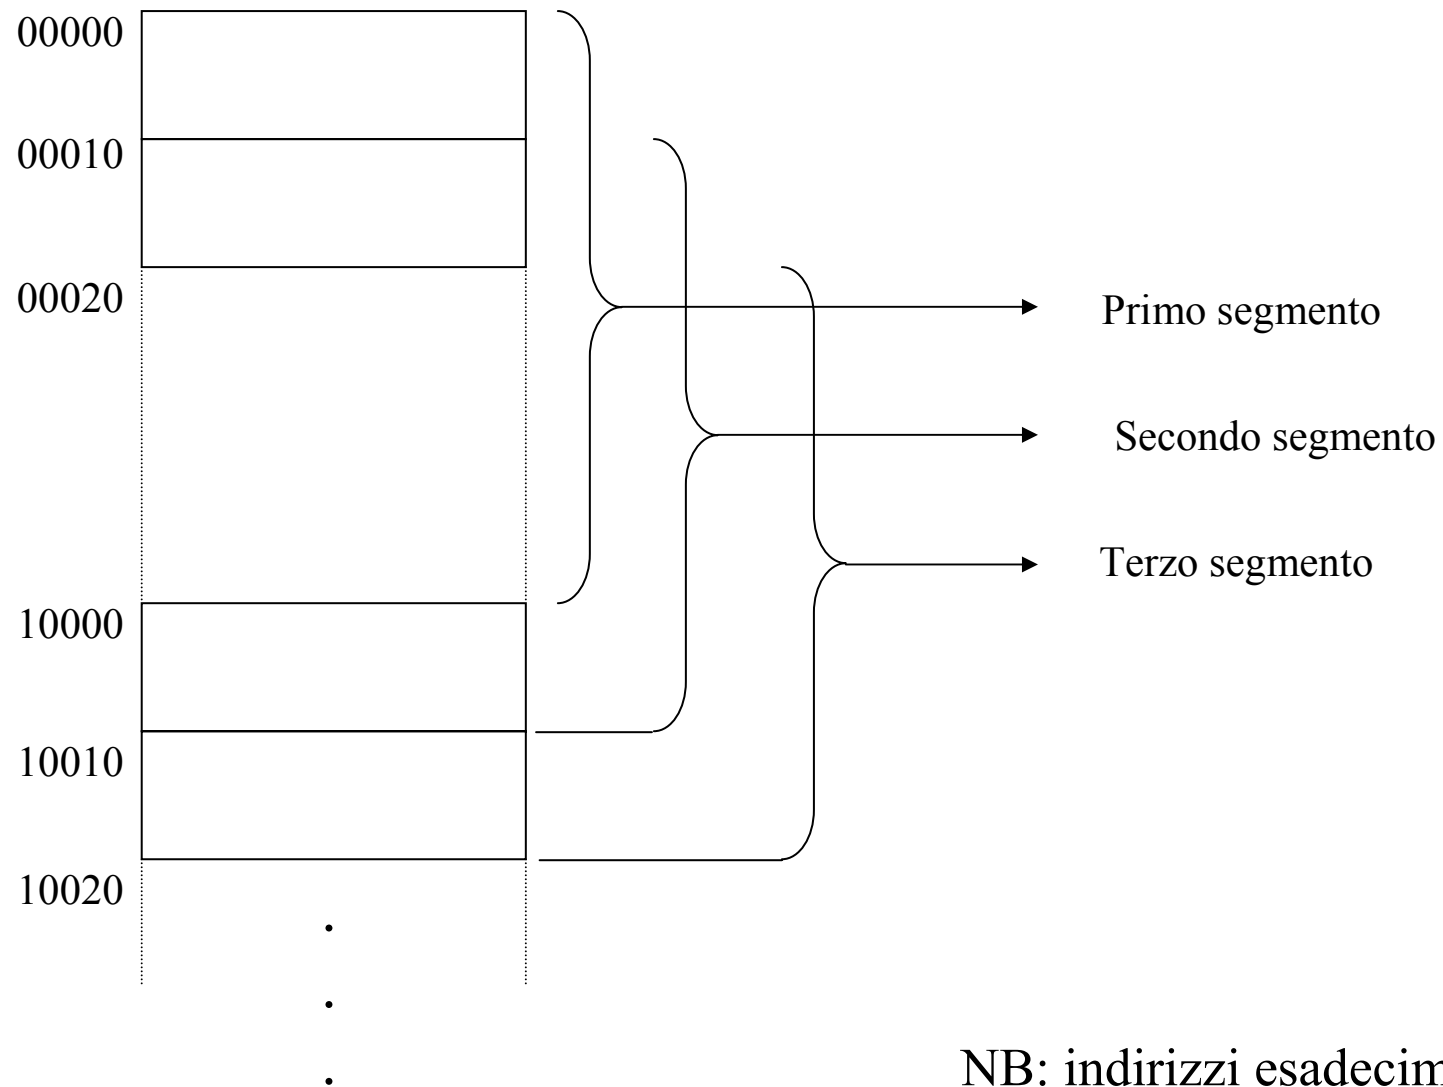 00000
00010
00020
Primo segmento
Secondo segmento
Terzo segmento
10000
10010
10020
.
.
.
NB: indirizzi esadecim